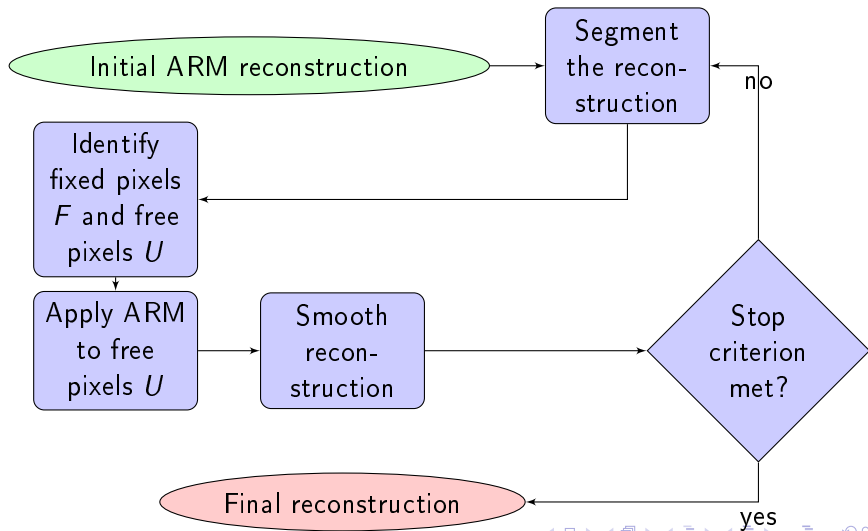 Initial ARM reconstruction
Segment
the recon-
struction
no
Identify
fixed pixels
F and free
pixels U
Apply ARM
to free
pixels U
Smooth
recon-
struction
Stop
criterion
met?
Final reconstruction
yes